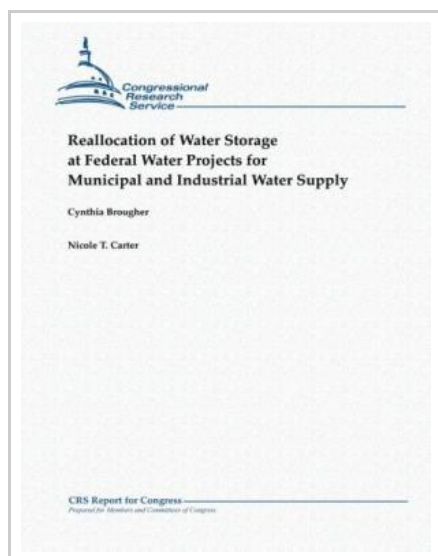 Congressional
Research
Service
Reallocation of Water Storage
at Federal Water Projects for
Municipal and Industrial Water Supply
Cynthia Brougher
Nicole T. Carter
CRS Report for Congress
Prepared for Members and Committees of Congress